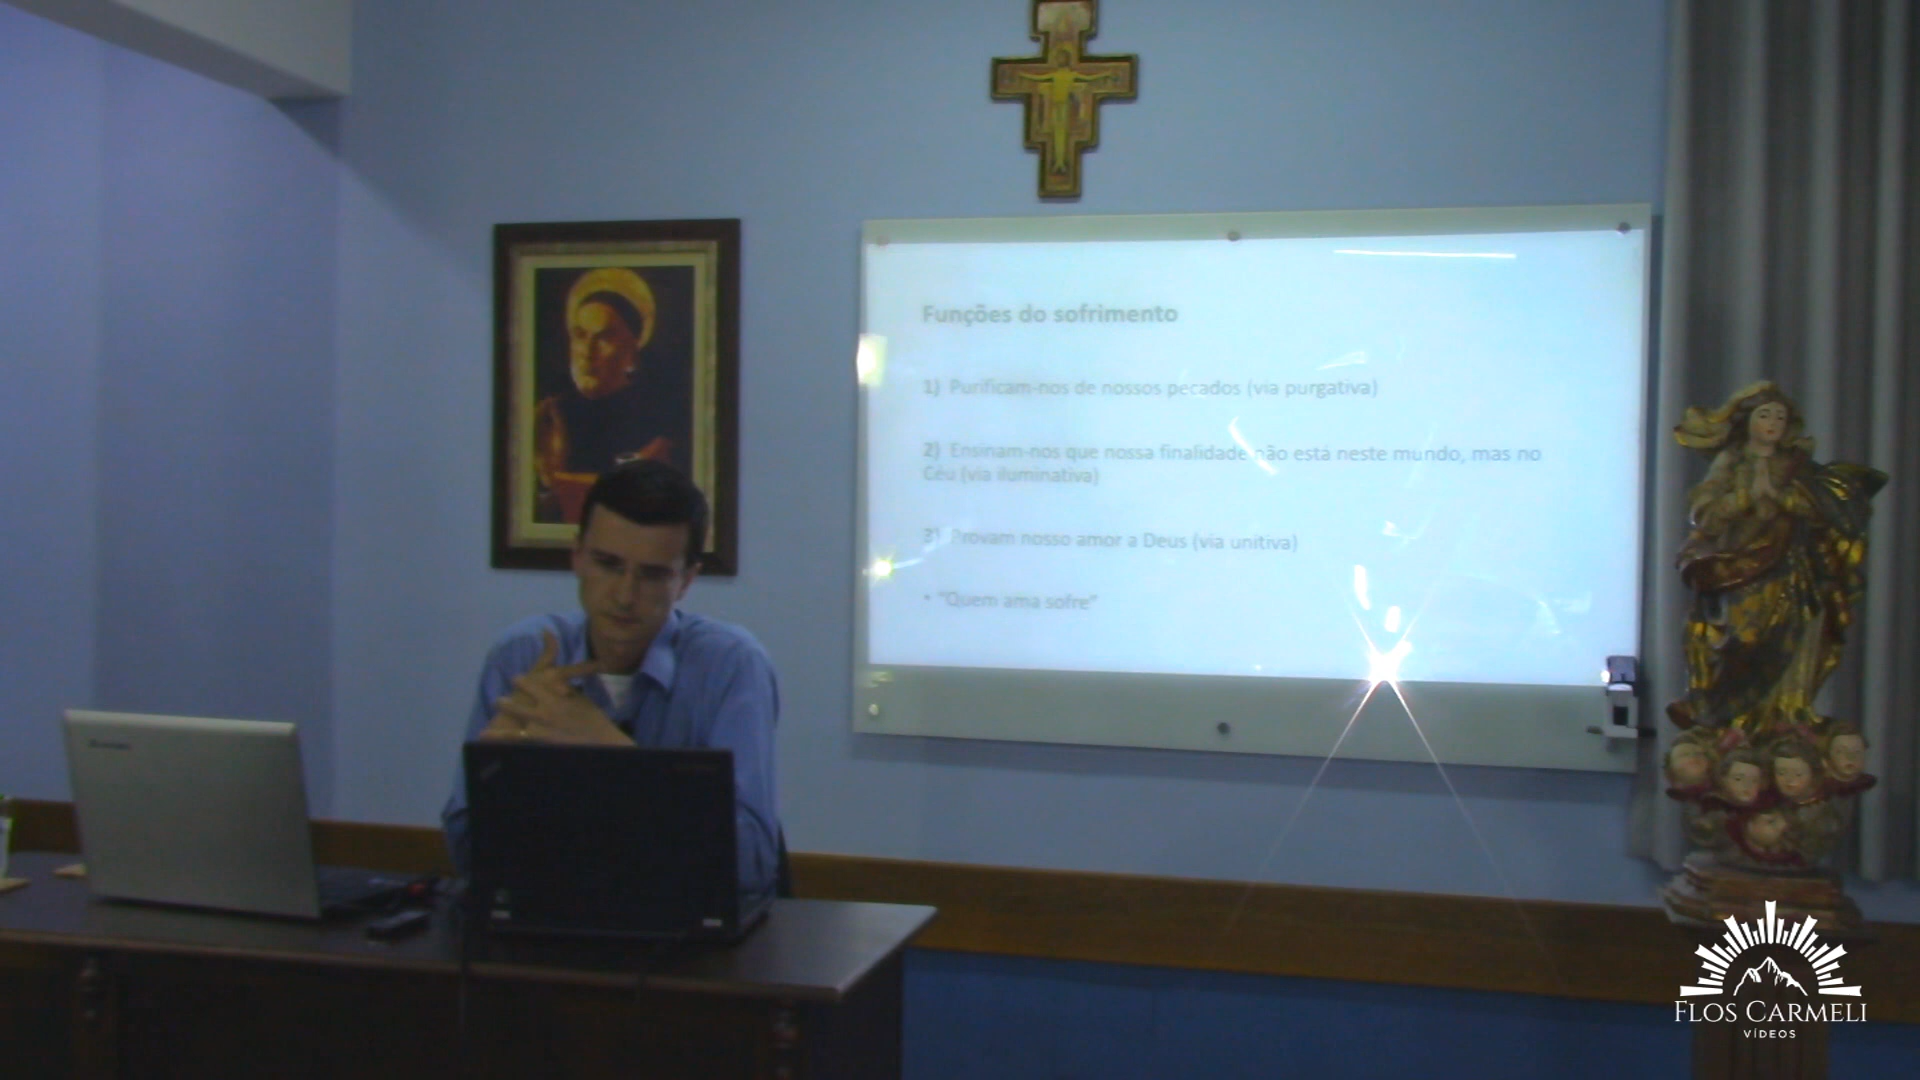 Funções do sofrimento
1) Purificam-nos de nossos pecados (via purgativa)
2) Ensinam-nos que nossa finalidade não está neste mundo, mas no
Céu (via iluminativa)
3) Provam nosso amor a Deus (via unitiva)
• "Quem ama sofre"
FLOS CARMELI
VÍDEOS